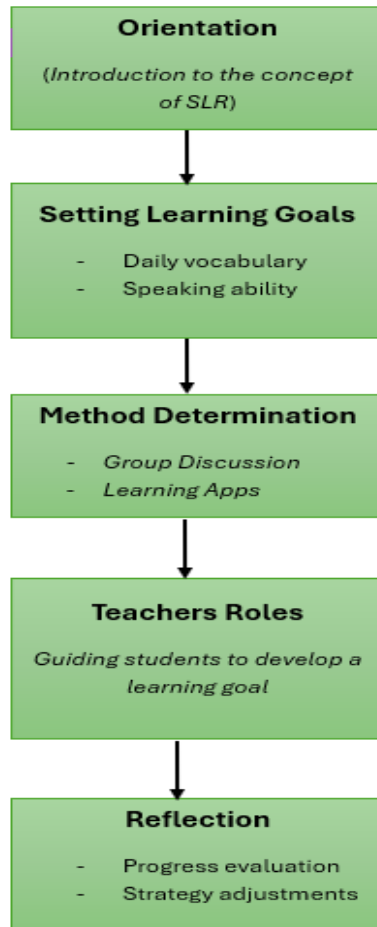 Orientation
(Introduction to the concept
of SLR)
Setting Learning Goals
- Daily vocabulary
- Speaking ability
Method Determination
- Group Discussion
- Learning Apps
Teachers Roles
Guiding students to develop a
learning goal
Reflection
- Progress evaluation
- Strategy adjustments